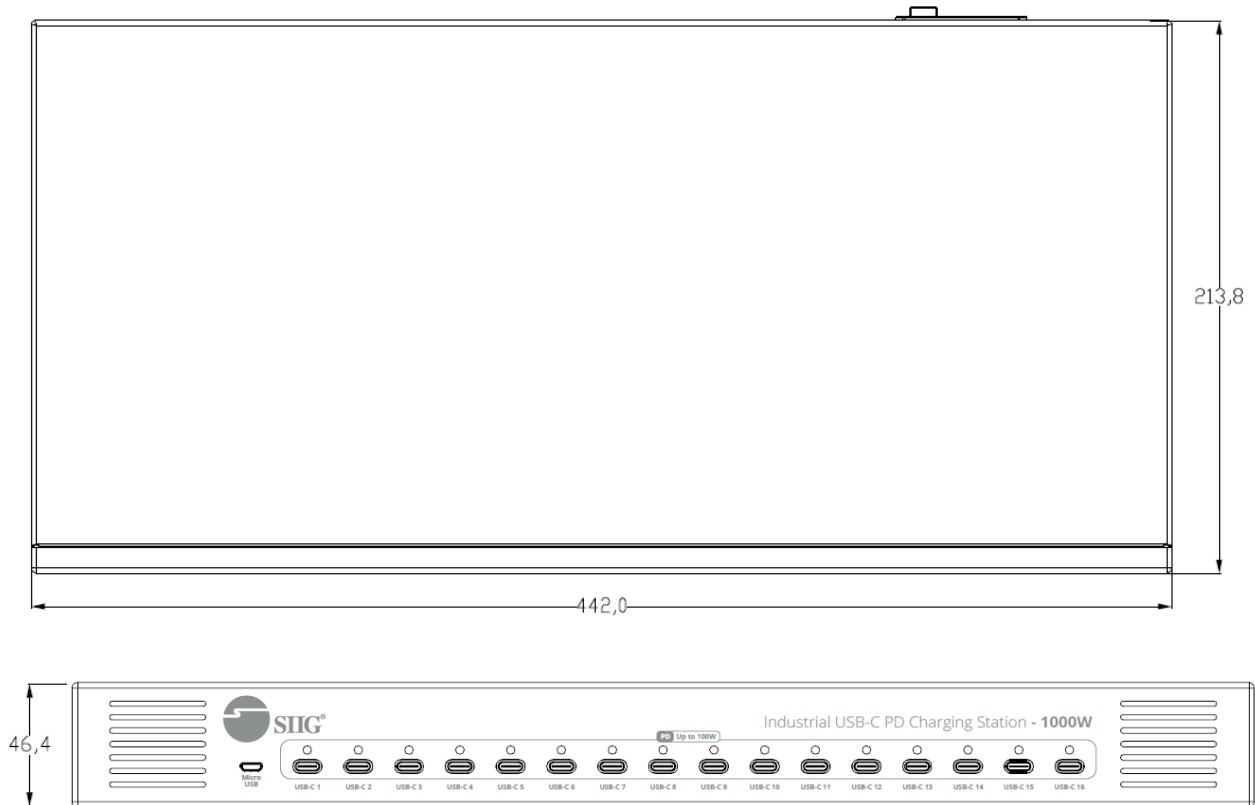 213,8
442,0
46,4
SIIG®
Industrial USB-C PD Charging Station - 1000W
PD Up to 100W
Micro
USB
USB-C 1 USB-C 2 USB-C 3 USB-C 4 USB-C 5 USB-C 6 USB-C 7 USB-C 8 USB-C 9 USB-C 10 USB-C 11 USB-C 12 USB-C 13 USB-C 14 USB-C 15 USB-C 16